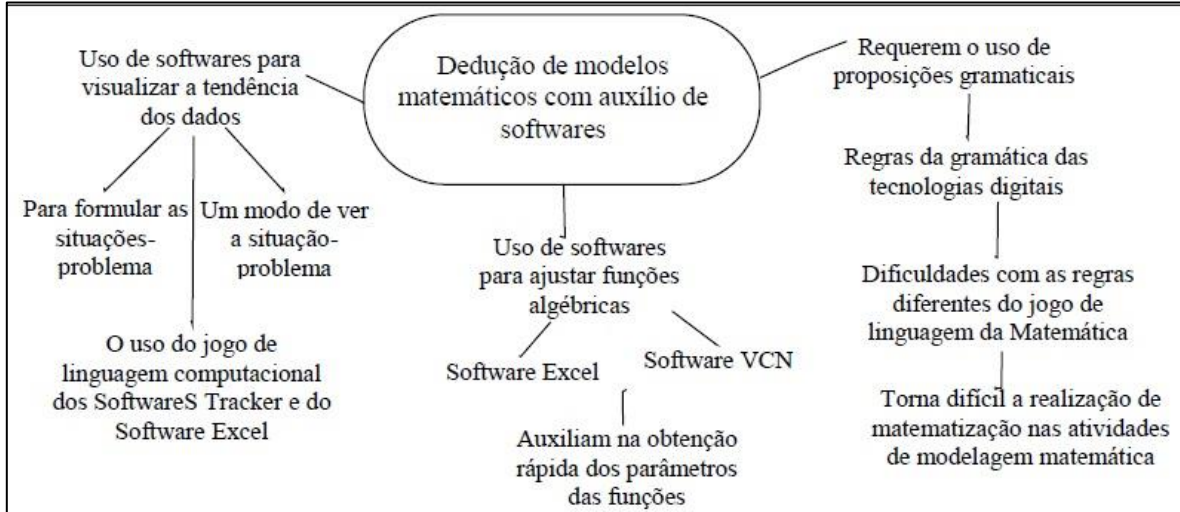 Dedução de modelos
matemáticos com auxílio de
softwares
Uso de softwares para
visualizar a tendência
dos dados
Para formular as
situações-
problema
Um modo de ver
a situação-
problema
O uso do jogo de
linguagem computacional
dos SoftwareS Tracker e do
Software Excel
Uso de softwares
para ajustar funções
algébricas
Software Excel
Software VCN
Auxiliam na obtenção
rápida dos parâmetros
das funções
Requerem o uso de
proposições gramaticais
Regras da gramática das
tecnologias digitais
Dificuldades com as regras
diferentes do jogo de
linguagem da Matemática
Torna difícil a realização de
matematização nas atividades
de modelagem matemática